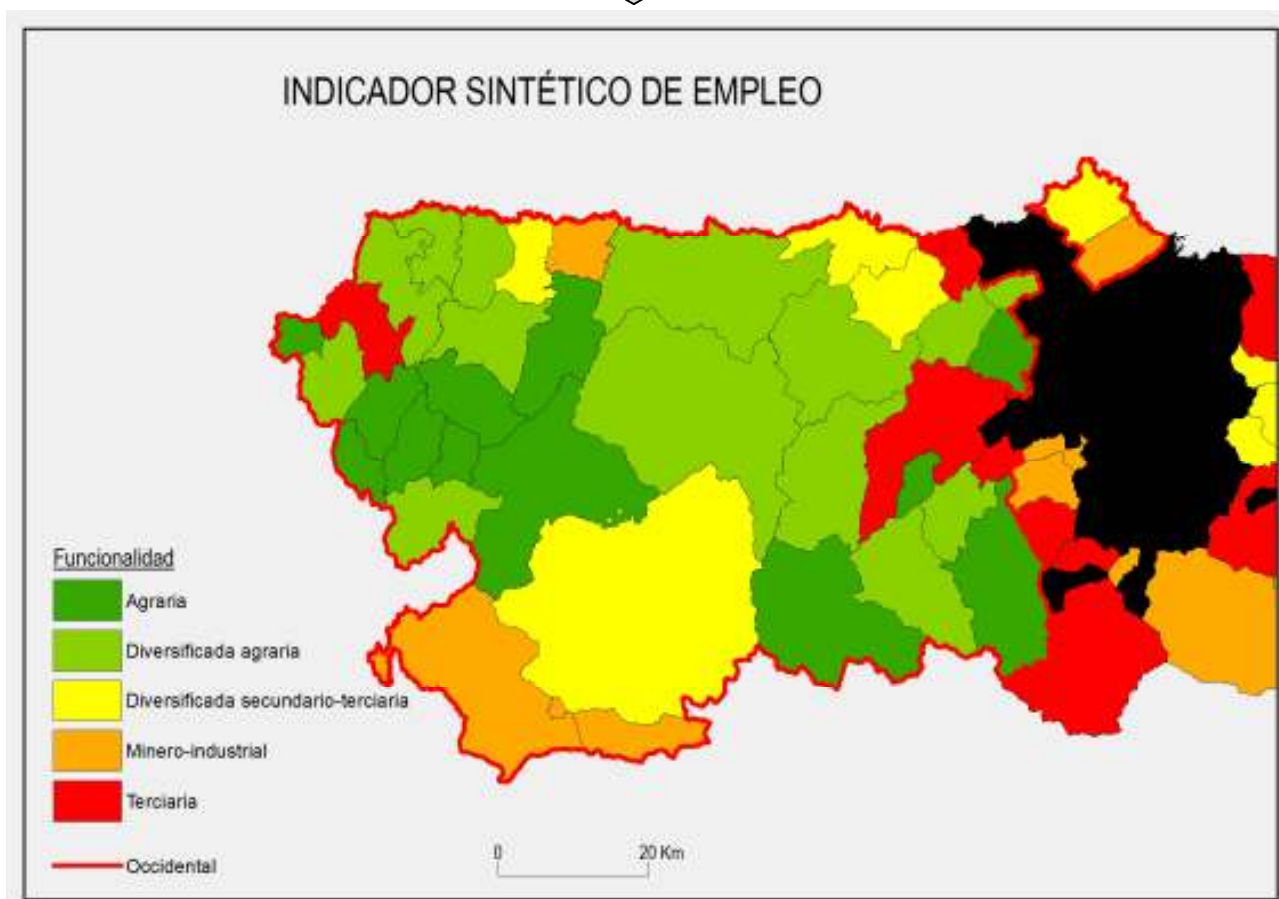 INDICADOR SINTÉTICO DE EMPLEO
Funcionalidad
Agraria
Diversificada agraria
Diversificada secundario-terciaria
Minero-industrial
Terciaria
Occidental
0 20 Km